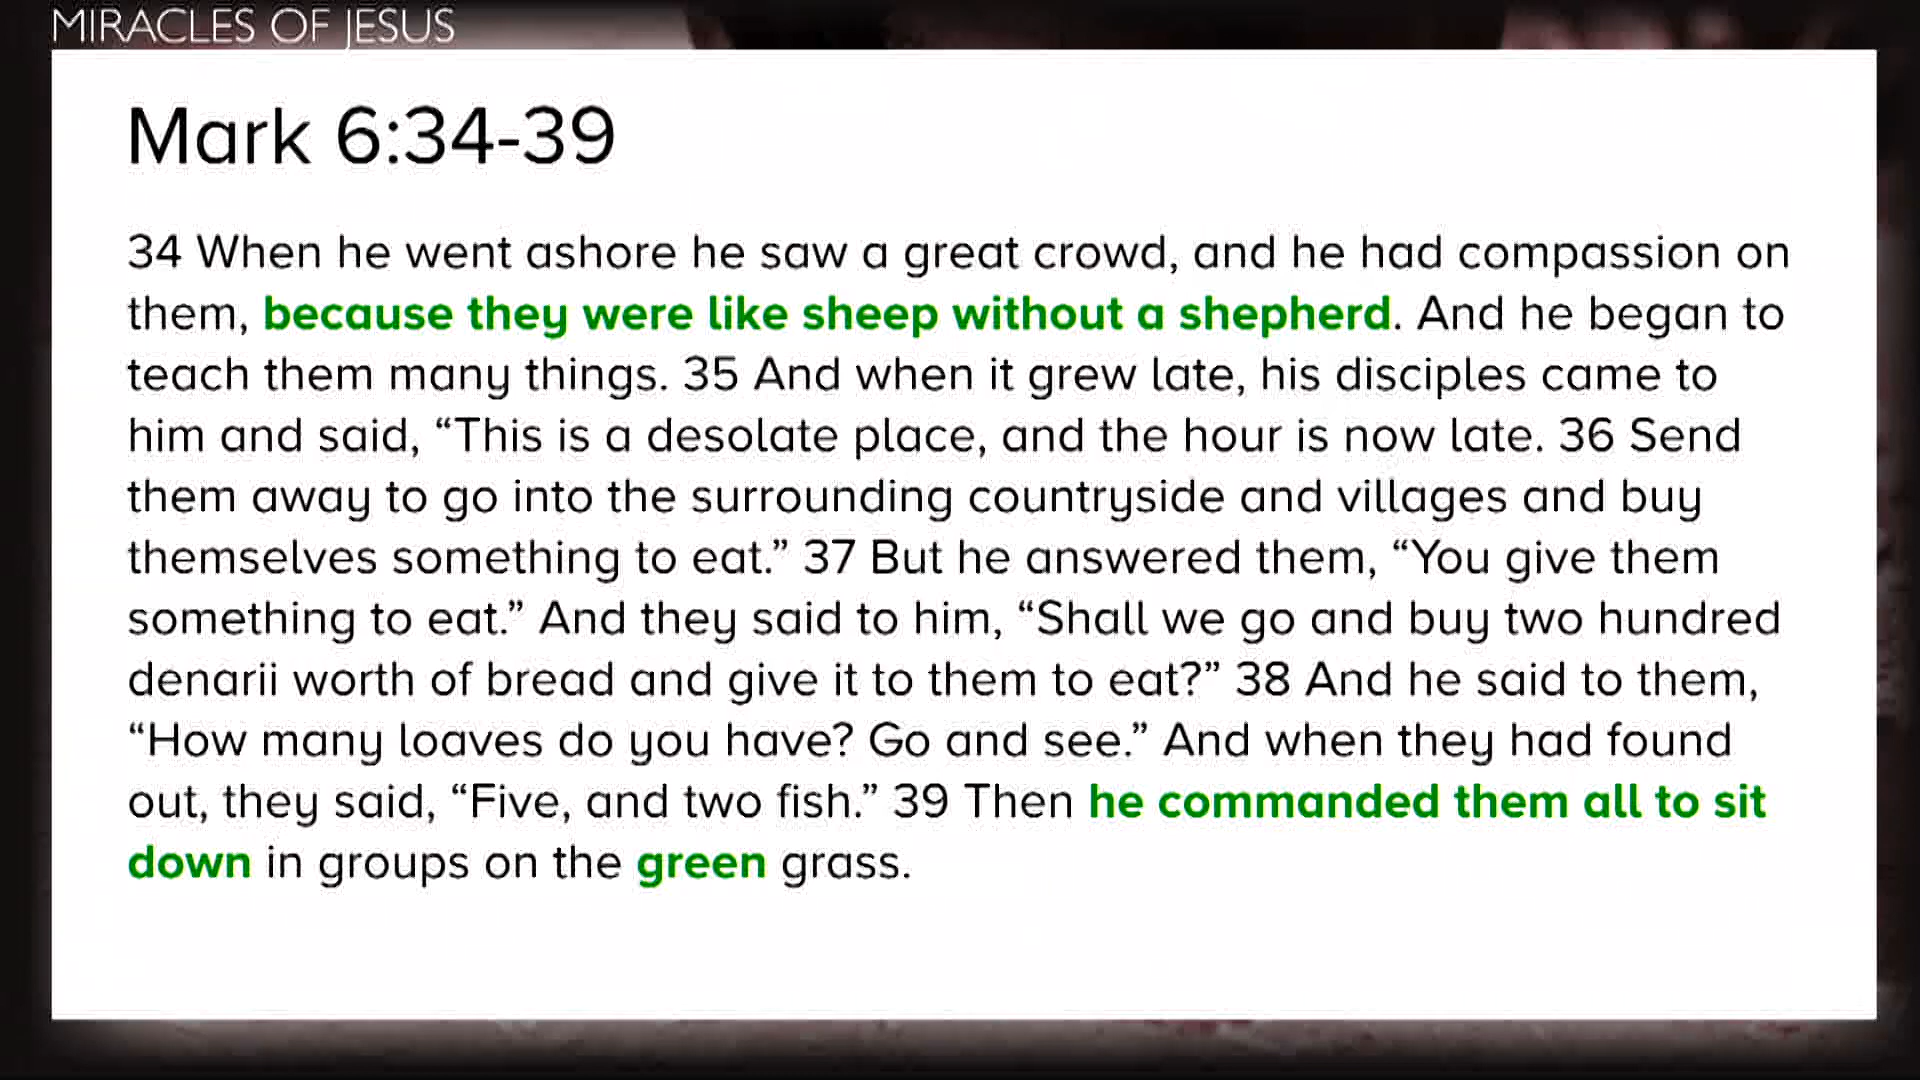 MIRACLES OF JESUS
Mark 6:34-39
34 When he went ashore he saw a great crowd, and he had compassion on
them, because they were like sheep without a shepherd. And he began to
teach them many things. 35 And when it grew late, his disciples came to
him and said, “This is a desolate place, and the hour is now late. 36 Send
them away to go into the surrounding countryside and villages and buy
themselves something to eat.” 37 But he answered them, “You give them
something to eat.” And they said to him, “Shall we go and buy two hundred
denarii worth of bread and give it to them to eat?” 38 And he said to them,
“How many loaves do you have? Go and see.” And when they had found
out, they said, “Five, and two fish.” 39 Then he commanded them all to sit
down in groups on the green grass.